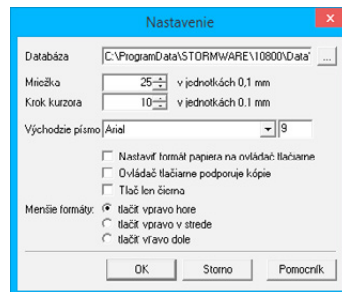 Nastavenie
Databáza C:\ProgramData\STORMWARE\10800\Data\ ...
Mriežka 25 v jednotkách 0,1 mm
Krok kurzora 10 v jednotkách 0.1 mm
Východzie písmo Arial 9
Nastaviť formát papiera na ovládač tlačiarne
Ovládač tlačiarne podporuje kópie
Tlač len čierna
Menšie formáty: tlačiť vpravo hore
tlačiť vpravo v strede
tlačiť vľavo dole
OK Storno Pomocník